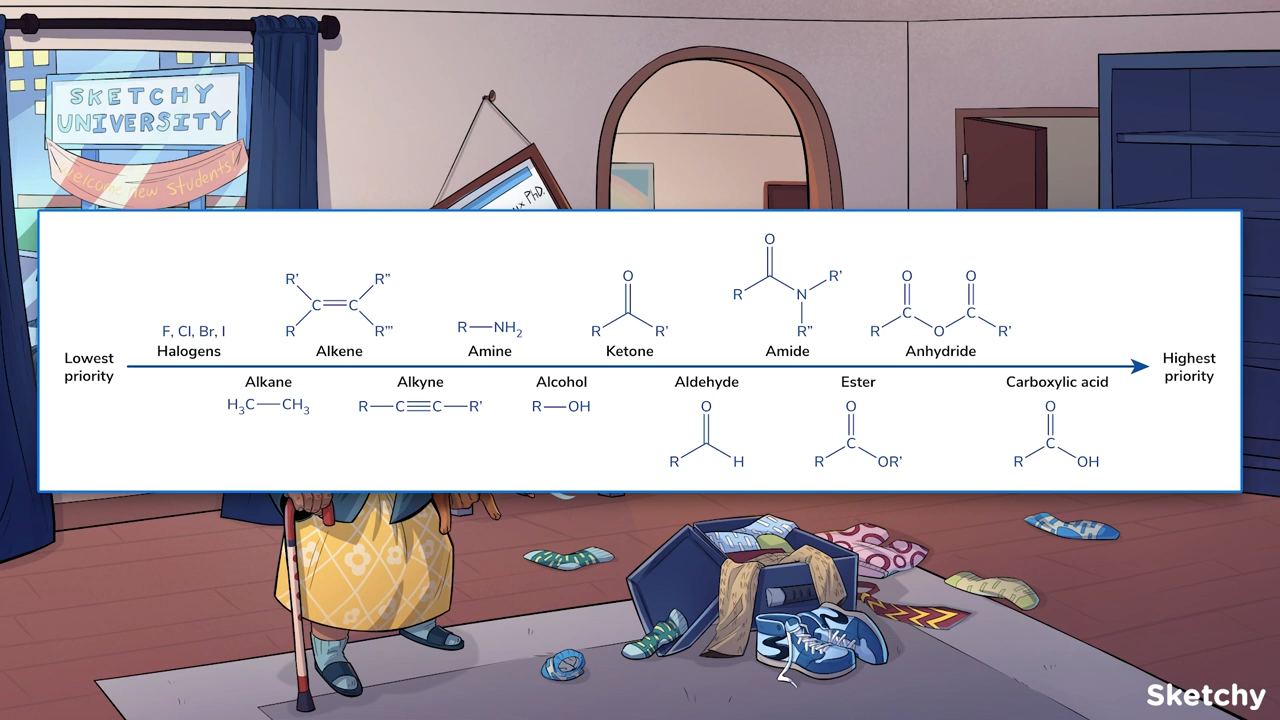 SKETCHY
UNIVERSITY
Welcome new students!
PhD.
Lowest
priority
Highest
priority
F, Cl, Br, I
Halogens
H₃C—CH₃
Alkane
R' R"
C=C
R R'''
Alkene
R—C≡C—R'
Alkyne
R—NH₂
Amine
R—OH
Alcohol
O
R R'
Ketone
O
R H
Aldehyde
O
R N R'
R"
Amide
O
C
R OR'
Ester
O O
C C
R O R'
Anhydride
O
C
R OH
Carboxylic acid
Sketchy